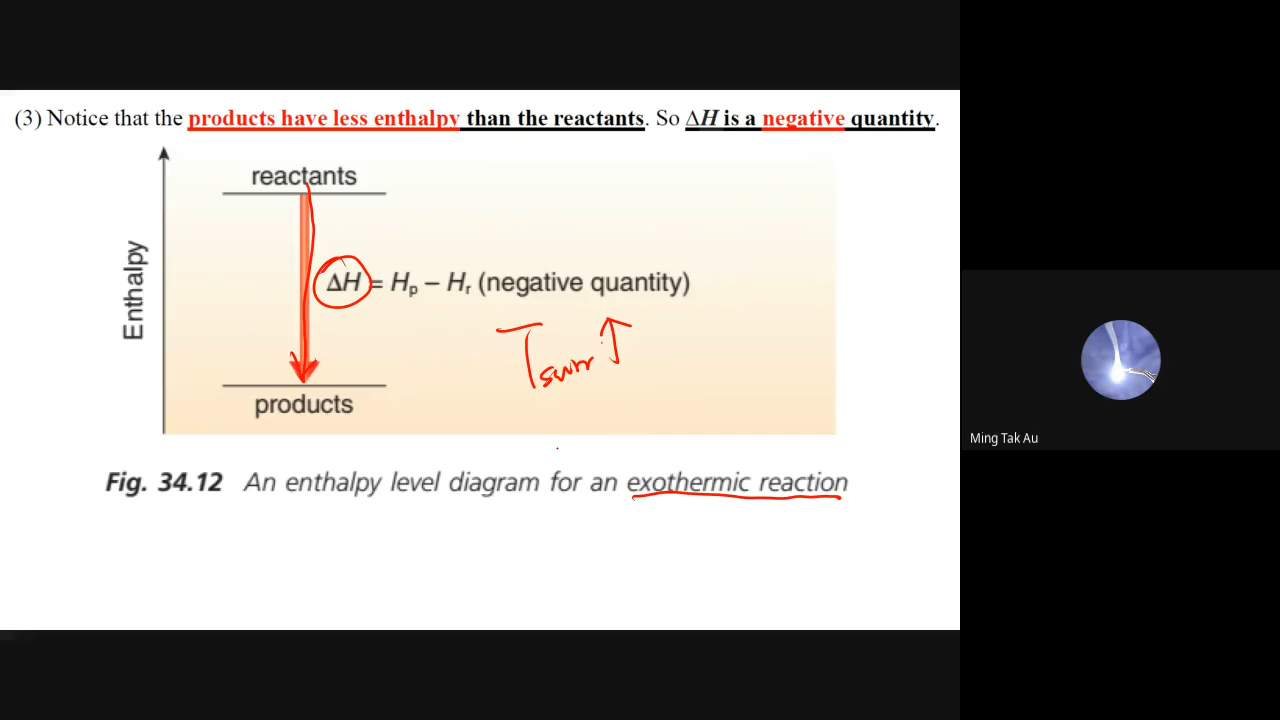 (3) Notice that the products have less enthalpy than the reactants. So ΔH is a negative quantity.
reactants
Enthalpy
ΔH = Hp – Hr (negative quantity)
Tsurr ↑
products
Fig. 34.12 An enthalpy level diagram for an exothermic reaction
Ming Tak Au